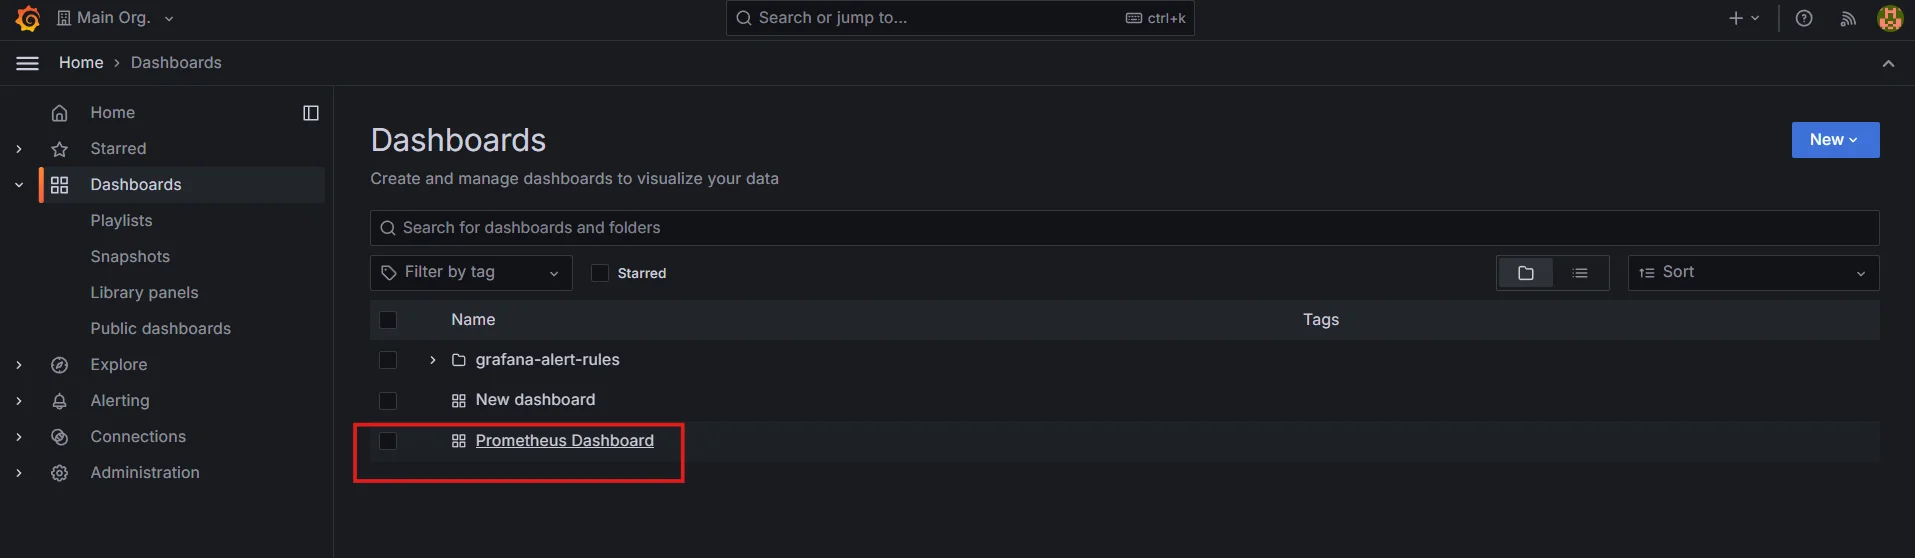 Main Org.
Search or jump to...
ctrl+k
Home
Dashboards
Home
Starred
Dashboards
Playlists
Snapshots
Library panels
Public dashboards
Explore
Alerting
Connections
Administration
Dashboards
New
Create and manage dashboards to visualize your data
Search for dashboards and folders
Filter by tag
Starred
Sort
Name
Tags
grafana-alert-rules
New dashboard
Prometheus Dashboard